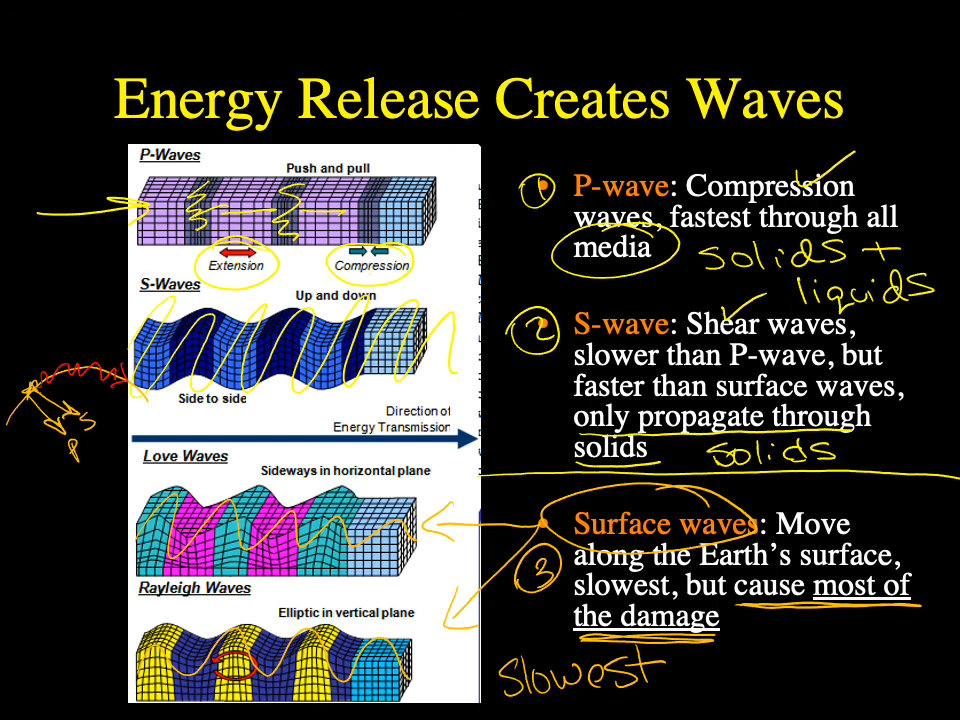 Energy Release Creates Waves
P-Waves
Push and pull
Extension
Compression
S-Waves
Up and down
Side to side
Direction of
Energy Transmission
Love Waves
Sideways in horizontal plane
Rayleigh Waves
Elliptic in vertical plane
S
P
1
• P-wave: Compression
waves, fastest through all
media
solids +
liquids
2
• S-wave: Shear waves,
slower than P-wave, but
faster than surface waves,
only propagate through
solids
solids
• Surface waves: Move
3
along the Earth's surface,
slowest, but cause most of
the damage
slowest